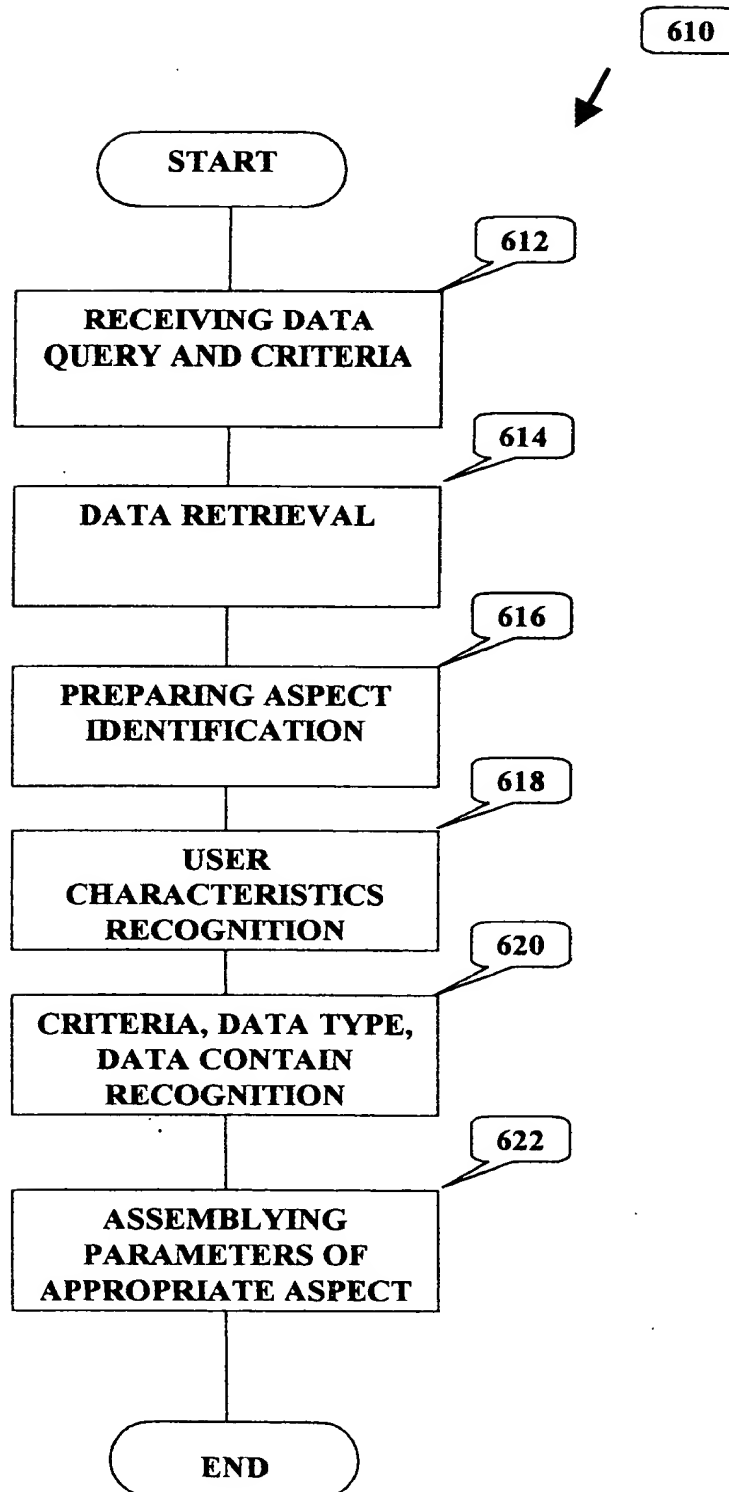 610
START
612
RECEIVING DATA
QUERY AND CRITERIA
614
DATA RETRIEVAL
616
PREPARING ASPECT
IDENTIFICATION
618
USER
CHARACTERISTICS
RECOGNITION
620
CRITERIA, DATA TYPE,
DATA CONTAIN
RECOGNITION
622
ASSEMBLYING
PARAMETERS OF
APPROPRIATE ASPECT
END